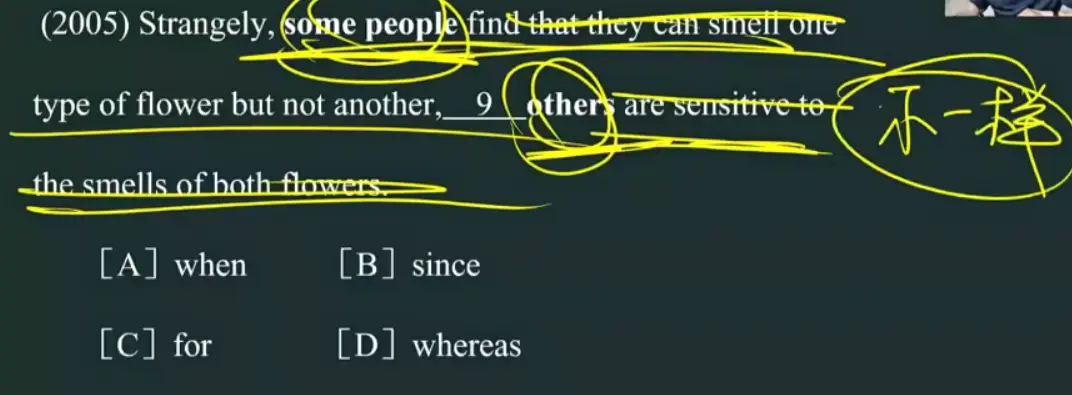 (2005) Strangely, some people find that they can smell one
type of flower but not another, 9 others are sensitive to
不一样
the smells of both flowers.
[A] when [B] since
[C] for [D] whereas